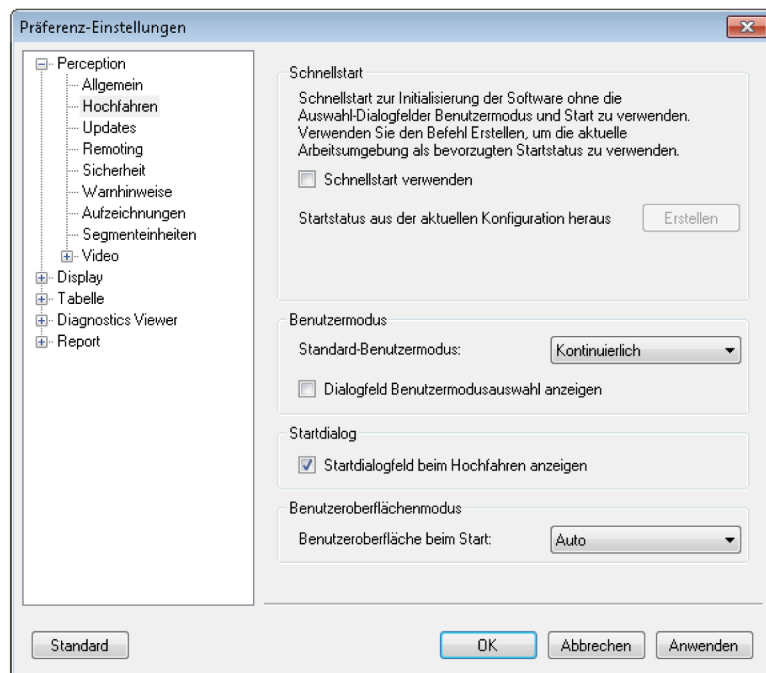 Präferenz-Einstellungen
Perception
Allgemein
Hochfahren
Updates
Remoting
Sicherheit
Warnhinweise
Aufzeichnungen
Segmenteinheiten
Video
Display
Tabelle
Diagnostics Viewer
Report
Schnellstart
Schnellstart zur Initialisierung der Software ohne die
Auswahl-Dialogfelder Benutzermodus und Start zu verwenden.
Verwenden Sie den Befehl Erstellen, um die aktuelle
Arbeitsumgebung als bevorzugten Startstatus zu verwenden.
Schnellstart verwenden
Startstatus aus der aktuellen Konfiguration heraus Erstellen
Benutzermodus
Standard-Benutzermodus: Kontinuierlich
Dialogfeld Benutzermodusauswahl anzeigen
Startdialog
Startdialogfeld beim Hochfahren anzeigen
Benutzeroberflächenmodus
Benutzeroberfläche beim Start: Auto
Standard OK Abbrechen Anwenden